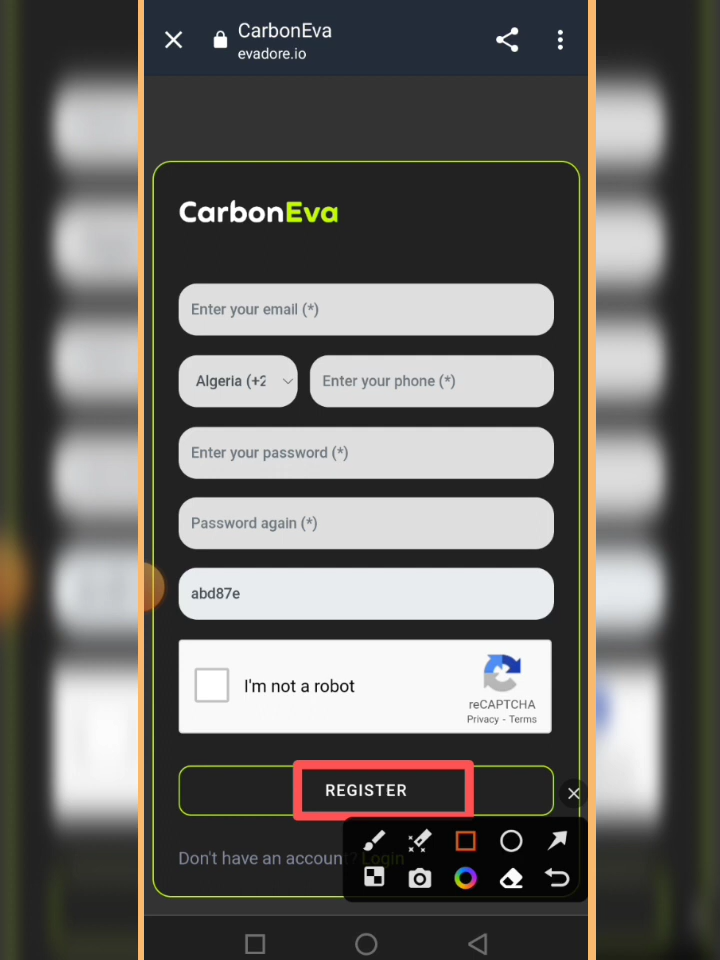 CarbonEva
evadore.io
CarbonEva
Enter your email (*)
Algeria (+2
Enter your phone (*)
Enter your password (*)
Password again (*)
abd87e
I'm not a robot
reCAPTCHA
Privacy - Terms
REGISTER
Don't have an account? Login